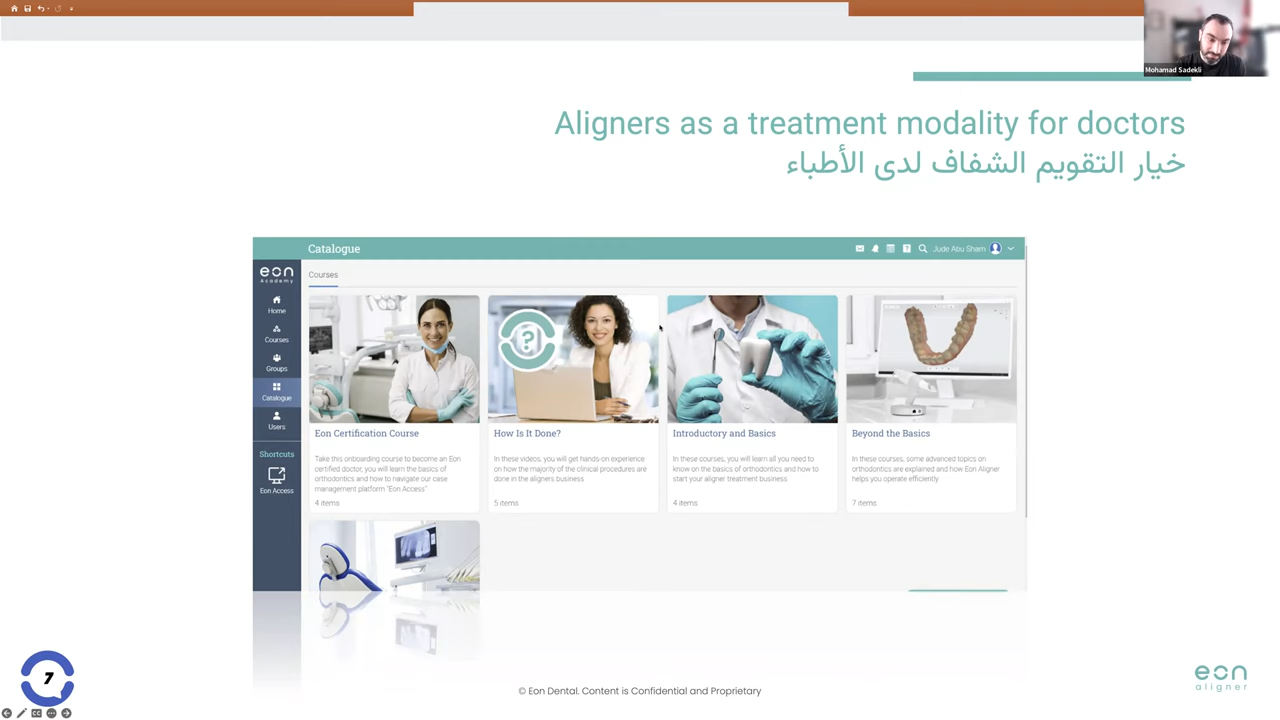 Mohamad Sadekli
Aligners as a treatment modality for doctors
خيار التقويم الشفاف لدى الأطباء
Catalogue
Jude Abu Sham
eon
Academy
Home
Courses
Groups
Catalogue
Users
Shortcuts
Eon Access
Courses
Eon Certification Course
Take this onboarding course to become an Eon
certified doctor, you will learn the basics of
orthodontics and how to navigate our case
management platform "Eon Access"
4 items
How Is It Done?
In these videos, you will get hands-on experience
on how the majority of the clinical procedures are
done in the aligners business
5 items
Introductory and Basics
In these courses, you will learn all you need to
know on the basics of orthodontics and how to
start your aligner treatment business
4 items
Beyond the Basics
In these courses, some advanced topics on
orthodontics are explained and how Eon Aligner
helps you operate efficiently
7 items
7
© Eon Dental. Content is Confidential and Proprietary
eon
aligner